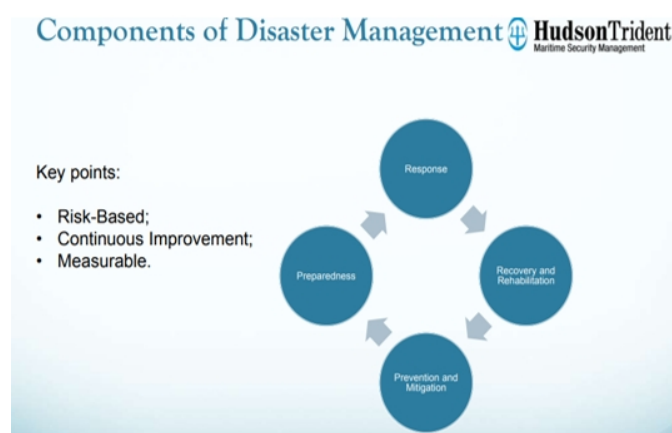 Components of Disaster Management
HudsonTrident
Maritime Security Management
Key points:
• Risk-Based;
• Continuous Improvement;
• Measurable.
Response
Recovery and
Rehabilitation
Prevention and
Mitigation
Preparedness